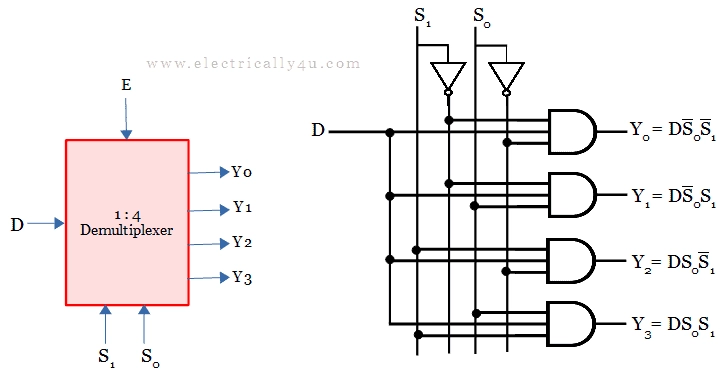 www.electrically4u.com
E
D
1 : 4
Demultiplexer
Y0
Y1
Y2
Y3
S₁
S₀
S₁
S₀
D
Y₀ = DS̅₀S̅₁
Y₁ = DS̅₀S₁
Y₂ = DS₀S̅₁
Y₃ = DS₀S₁